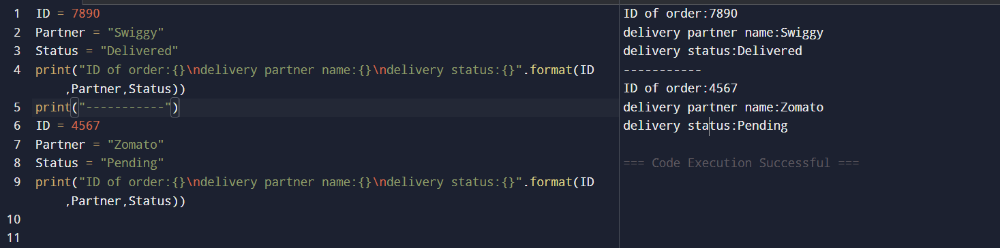 1 ID = 7890
2 Partner = "Swiggy"
3 Status = "Delivered"
4 print("ID of order:{}\ndelivery partner name:{}\ndelivery status:{}".format(ID
,Partner,Status))
5 print("-----------")
6 ID = 4567
7 Partner = "Zomato"
8 Status = "Pending"
9 print("ID of order:{}\ndelivery partner name:{}\ndelivery status:{}".format(ID
,Partner,Status))
10
11
ID of order:7890
delivery partner name:Swiggy
delivery status:Delivered
-----------
ID of order:4567
delivery partner name:Zomato
delivery status:Pending
=== Code Execution Successful ===